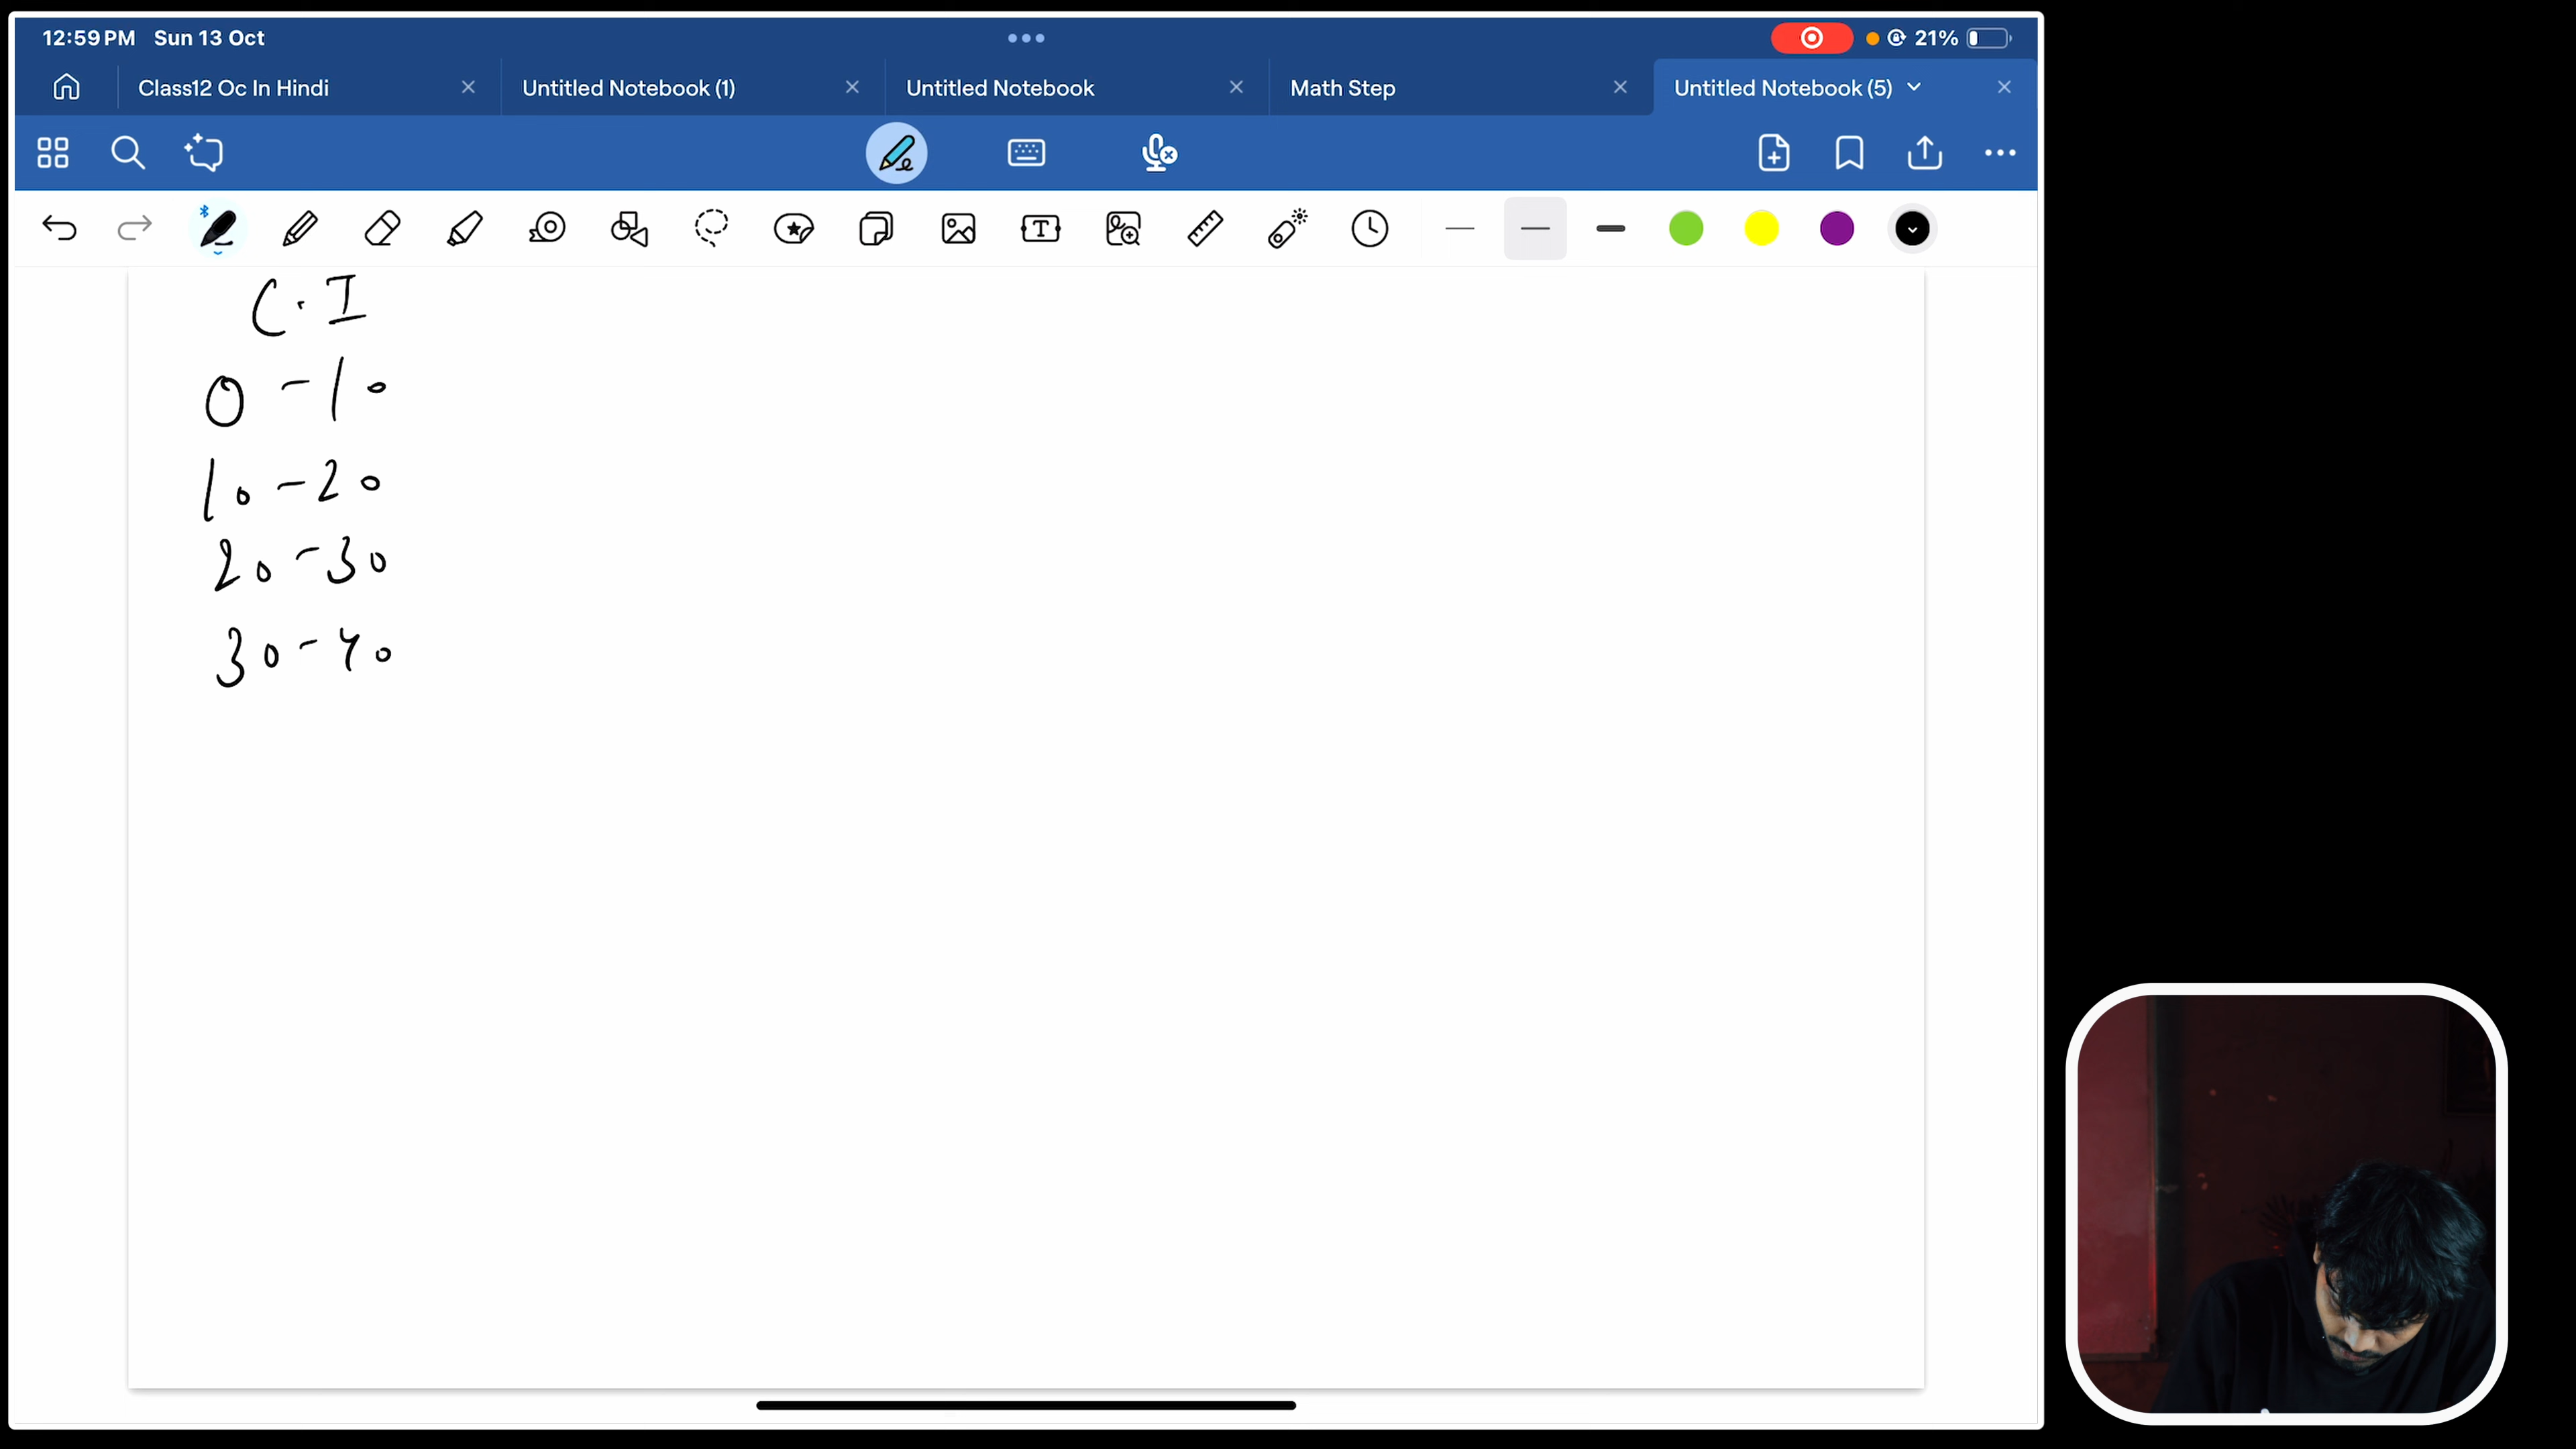 12:59 PM Sun 13 Oct
21%
Class12 Oc In Hindi
Untitled Notebook (1)
Untitled Notebook
Math Step
Untitled Notebook (5)
C·I
0-10
10-20
20-30
30-40